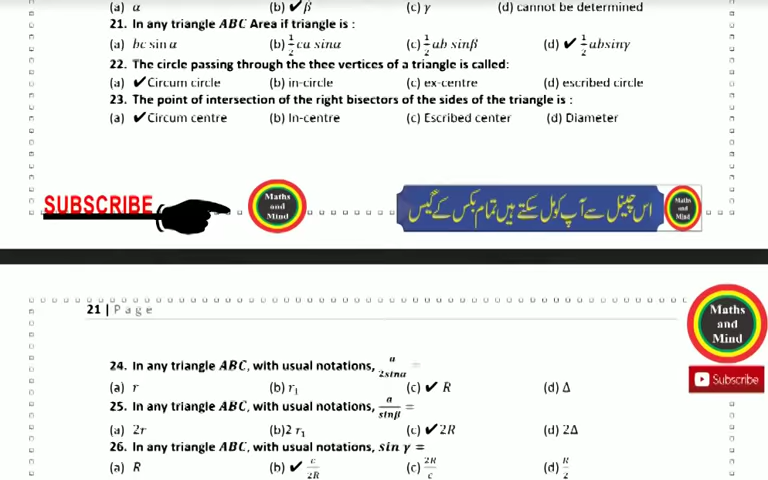 (a) α (b) ✔β (c) γ (d) cannot be determined
21. In any triangle ABC Area if triangle is :
(a) bc sin α (b) 1/2 ca sinα (c) 1/2 ab sinβ (d) ✔ 1/2 absinγ
22. The circle passing through the thee vertices of a triangle is called:
(a) ✔Circum circle (b) in-circle (c) ex-centre (d) escribed circle
23. The point of intersection of the right bisectors of the sides of the triangle is :
(a) ✔Circum centre (b) In-centre (c) Escribed center (d) Diameter
SUBSCRIBE
Maths
and
Mind
اس چینل سے آپ کو مل سکتے ہیں تمام بکس کے گیس
Maths
and
Mind
21 | Page
Maths
and
Mind
Subscribe
24. In any triangle ABC, with usual notations, a/2sinα =
(a) r (b) r₁ (c) ✔ R (d) Δ
25. In any triangle ABC, with usual notations, a/sinβ =
(a) 2r (b)2 r₁ (c) ✔2R (d) 2Δ
26. In any triangle ABC, with usual notations, sin γ =
(a) R (b) ✔ c/2R (c) 2R/c (d) R/2